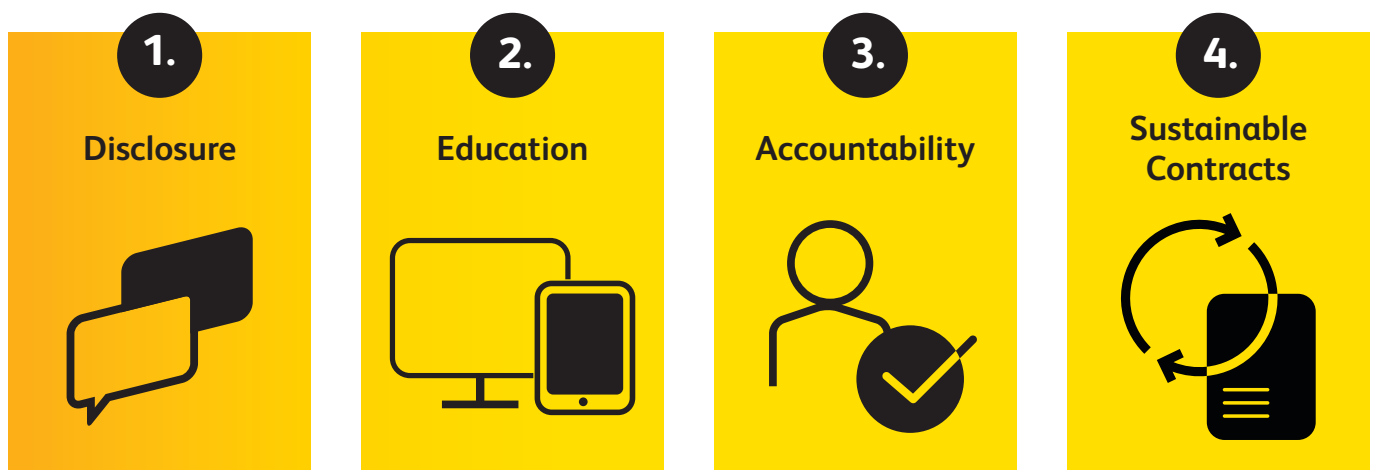 1.
Disclosure
2.
Education
3.
Accountability
4.
Sustainable
Contracts